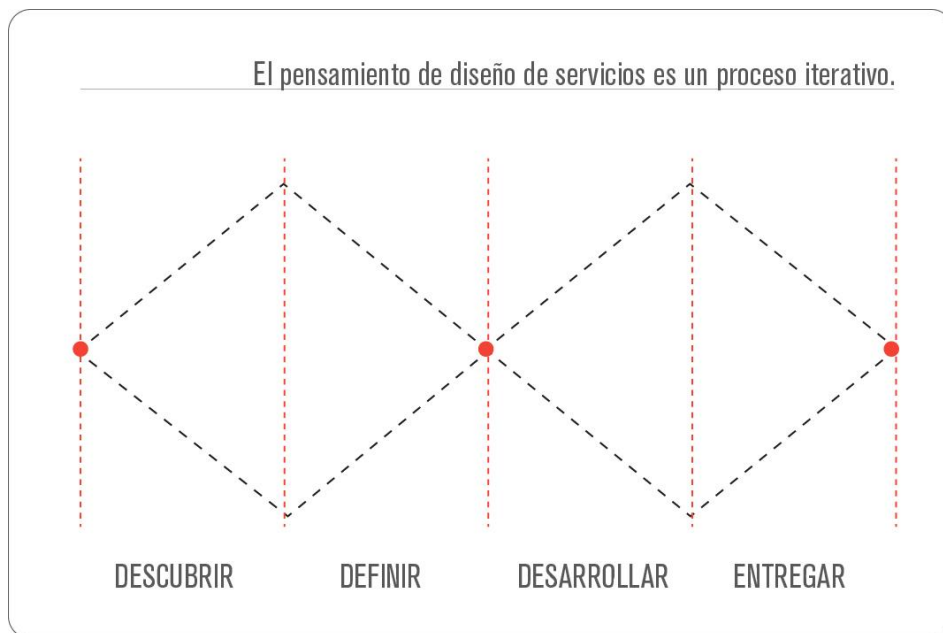 El pensamiento de diseño de servicios es un proceso iterativo.
DESCUBRIR DEFINIR DESARROLLAR ENTREGAR